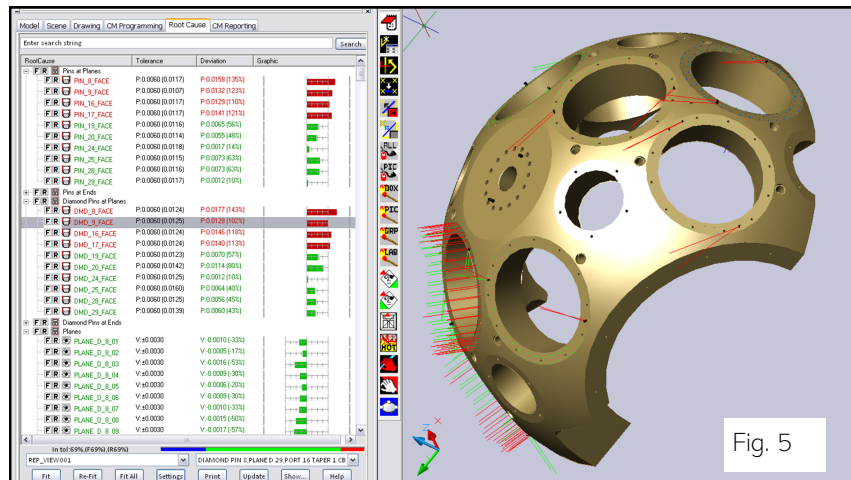 Model Scene Drawing CM Programming Root Cause CM Reporting
Enter search string Search
RootCause Tolerance Deviation Graphic
F R Pins at Planes
F R PIN_8_FACE P:0.0060 (0.0117) P:0.0158 (135%)
F R PIN_9_FACE P:0.0060 (0.0107) P:0.0132 (123%)
F R PIN_16_FACE P:0.0060 (0.0117) P:0.0129 (110%)
F R PIN_17_FACE P:0.0060 (0.0117) P:0.0141 (121%)
F R PIN_19_FACE P:0.0060 (0.0116) P:0.0065 (56%)
F R PIN_20_FACE P:0.0060 (0.0114) P:0.0055 (48%)
F R PIN_24_FACE P:0.0060 (0.0118) P:0.0017 (14%)
F R PIN_25_FACE P:0.0060 (0.0115) P:0.0073 (63%)
F R PIN_28_FACE P:0.0060 (0.0116) P:0.0073 (63%)
F R PIN_29_FACE P:0.0060 (0.0117) P:0.0012 (10%)
F R Pins at Ends
F R Diamond Pins at Planes
F R DMD_8_FACE P:0.0060 (0.0124) P:0.0177 (143%)
F R DMD_9_FACE P:0.0060 (0.0125) P:0.0128 (102%)
F R DMD_16_FACE P:0.0060 (0.0124) P:0.0146 (118%)
F R DMD_17_FACE P:0.0060 (0.0124) P:0.0140 (113%)
F R DMD_19_FACE P:0.0060 (0.0123) P:0.0070 (57%)
F R DMD_20_FACE P:0.0060 (0.0142) P:0.0114 (80%)
F R DMD_24_FACE P:0.0060 (0.0125) P:0.0012 (10%)
F R DMD_25_FACE P:0.0060 (0.0160) P:0.0064 (40%)
F R DMD_28_FACE P:0.0060 (0.0125) P:0.0056 (45%)
F R DMD_29_FACE P:0.0060 (0.0139) P:0.0060 (43%)
F R Diamond Pins at Ends
F R Planes
F R PLANE_D_8_01 V:±0.0030 V:-0.0010 (-33%)
F R PLANE_D_8_02 V:±0.0030 V:-0.0005 (-17%)
F R PLANE_D_8_03 V:±0.0030 V:-0.0016 (-53%)
F R PLANE_D_8_04 V:±0.0030 V:-0.0009 (-30%)
F R PLANE_D_8_05 V:±0.0030 V:-0.0006 (-20%)
F R PLANE_D_8_06 V:±0.0030 V:-0.0009 (-30%)
F R PLANE_D_8_07 V:±0.0030 V:-0.0010 (-33%)
F R PLANE_D_8_08 V:±0.0030 V:-0.0015 (-50%)
F R PLANE_D_8_09 V:±0.0030 V:-0.0017 (-57%)
In tol:69%,(F69%),(R69%)
REP_VIEW001 DIAMOND PIN 8,PLANE D-29,PORT 16 TAPER 1 CB
Fit Re-Fit Fit All Settings Print Update Show... Help
ALL
PIC
BOX
PIC
GRP
LAB
HOT
Z X
Fig. 5